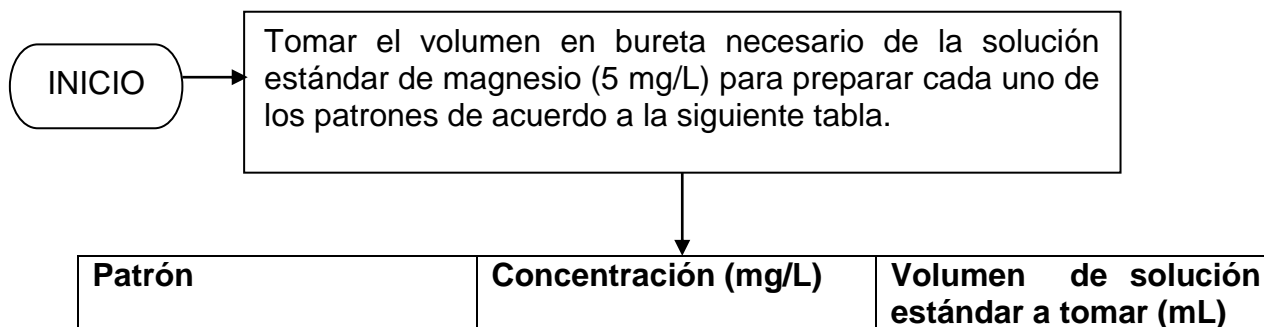 INICIO
Tomar el volumen en bureta necesario de la solución
estándar de magnesio (5 mg/L) para preparar cada uno de
los patrones de acuerdo a la siguiente tabla.
Patrón
Concentración (mg/L)
Volumen de solución
estándar a tomar (mL)